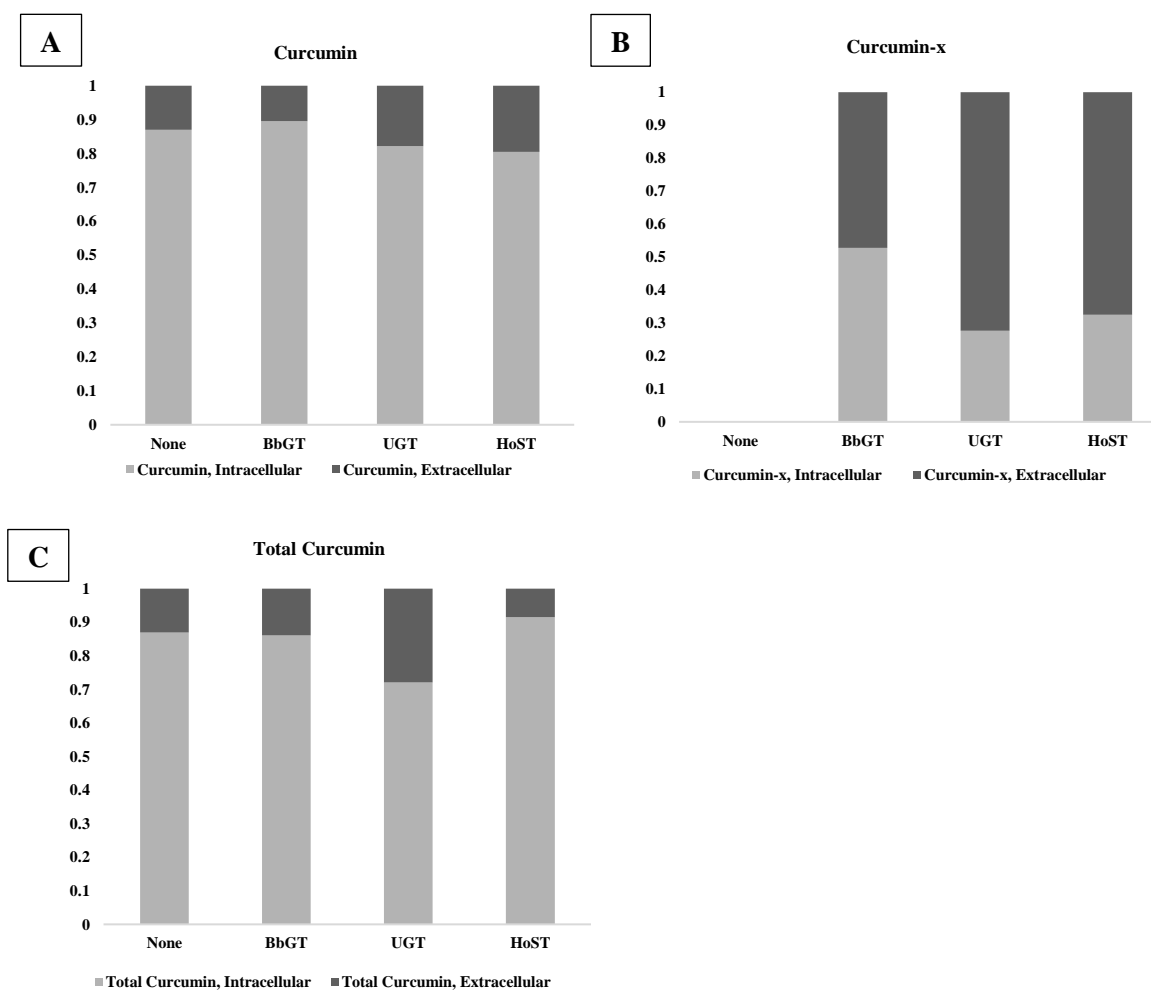 A
Curcumin
1
0.9
0.8
0.7
0.6
0.5
0.4
0.3
0.2
0.1
0
None BbGT UGT HoST
Curcumin, Intracellular Curcumin, Extracellular
B
Curcumin-x
1
0.9
0.8
0.7
0.6
0.5
0.4
0.3
0.2
0.1
0
None BbGT UGT HoST
Curcumin-x, Intracellular Curcumin-x, Extracellular
C
Total Curcumin
1
0.9
0.8
0.7
0.6
0.5
0.4
0.3
0.2
0.1
0
None BbGT UGT HoST
Total Curcumin, Intracellular Total Curcumin, Extracellular